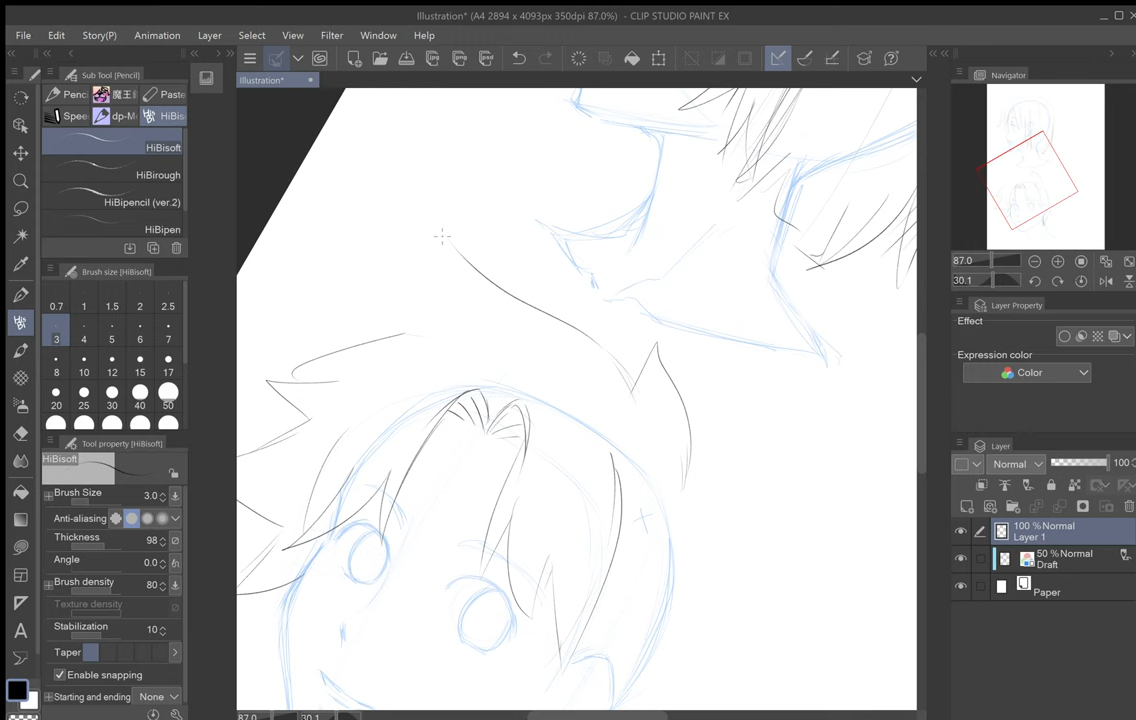 Illustration* (A4 2894 x 4093px 350dpi 87.0%) - CLIP STUDIO PAINT EX
File Edit Story(P) Animation Layer Select View Filter Window Help
Sub Tool [Pencil]
Illustration*
Navigator
Penc 魔王 Paste
Spee dp-M HiBis
HiBisoft
HiBirough
HiBipencil (ver.2)
HiBipen
Brush size [HiBisoft]
0.7 1 1.5 2 2.5
3 4 5 6 7
8 10 12 15 17
20 25 30 40 50
Tool property [HiBisoft]
HiBisoft
Brush Size 3.0
Anti-aliasing
Thickness 98
Angle 0.0
Brush density 80
Texture density
Stabilization 10
Taper
Enable snapping
Starting and ending None
87.0 30.1
87.0
30.1
Layer Property
Effect
Expression color
Color
Layer
Normal 100
100 % Normal
Layer 1
50 % Normal
Draft
Paper